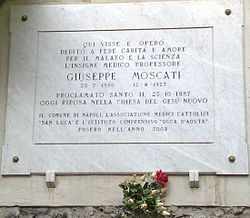 QUI VISSE E OPERÓ
DEDITO A FEDE CARITÀ E AMORE
PER IL MALATO E LA SCIENZA
L'INSIGNE MEDICO PROFESSORE
GIUSEPPE MOSCATI
25 7 1880 12 4 1927
PROCLAMATO SANTO IL 25-10-1987
OGGI RIPOSA NELLA CHIESA DEL GESÙ NUOVO
IL COMUNE DI NAPOLI L'ASSOCIAZIONE MEDICI CATTOLICI
"SAN LUCA" E L'ISTITUTO COMPRENSIVO "DUCA D'AOSTA"
POSERO NELL'ANNO 2002